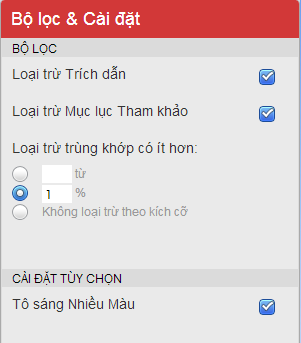 Bộ lọc & Cài đặt
BỘ LỌC
Loại trừ Trích dẫn
Loại trừ Mục lục Tham khảo
Loại trừ trùng khớp có ít hơn:
từ
1 %
Không loại trừ theo kích cỡ
CÀI ĐẶT TÙY CHỌN
Tô sáng Nhiều Màu